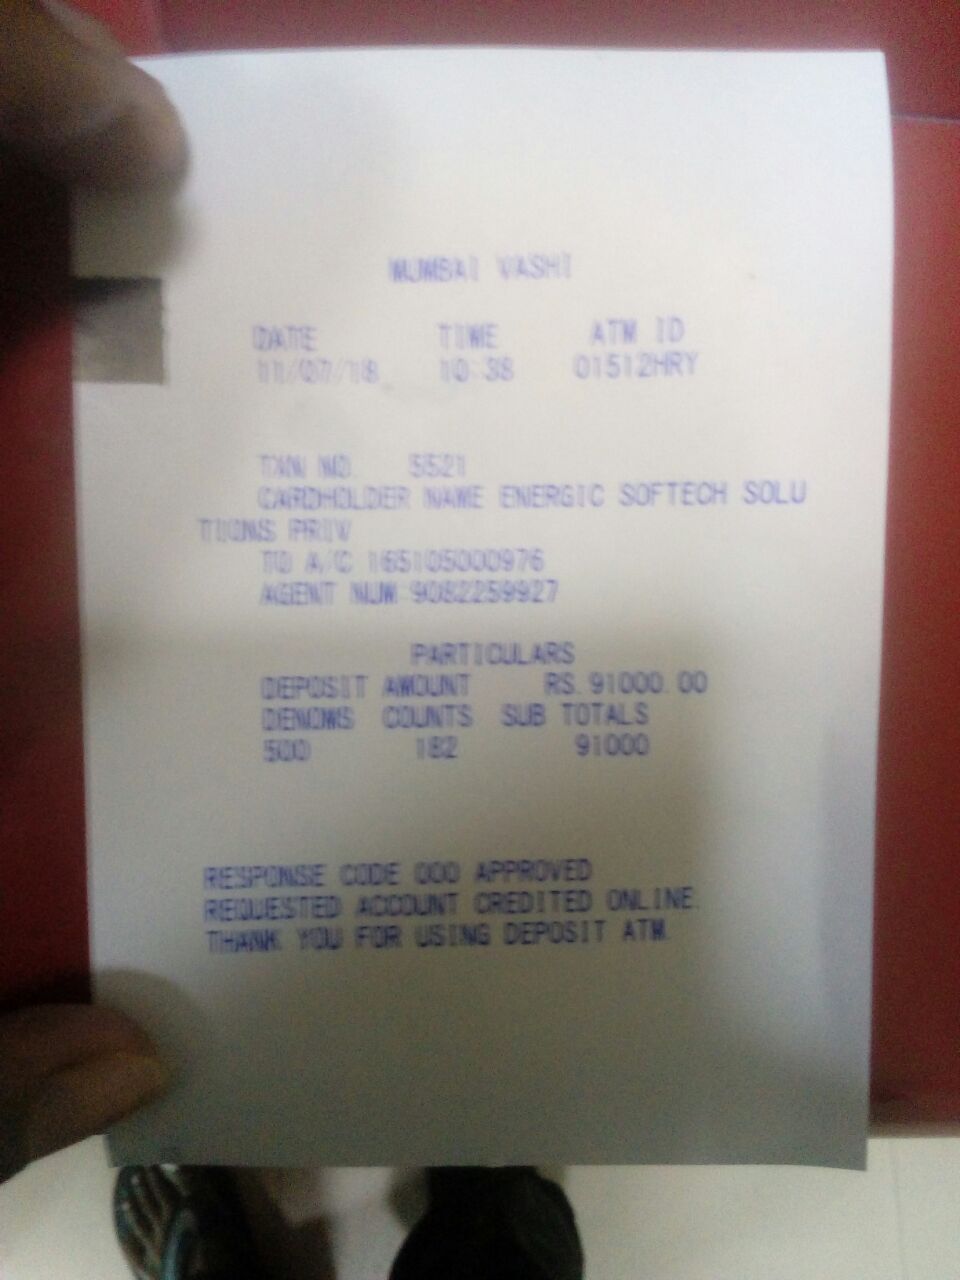 MUMBAI VASHI
DATE TIME ATM ID
11/07/18 10:38 01512HRY
TXN NO. 5521
CARDHOLDER NAME ENERGIC SOFTECH SOLU
TIONS PRIV
TO A/C 165105000976
AGENT NUM 9082259927
PARTICULARS
DEPOSIT AMOUNT RS.91000.00
DENOMS COUNTS SUB TOTALS
500 182 91000
RESPONSE CODE 000 APPROVED
REQUESTED ACCOUNT CREDITED ONLINE.
THANK YOU FOR USING DEPOSIT ATM.